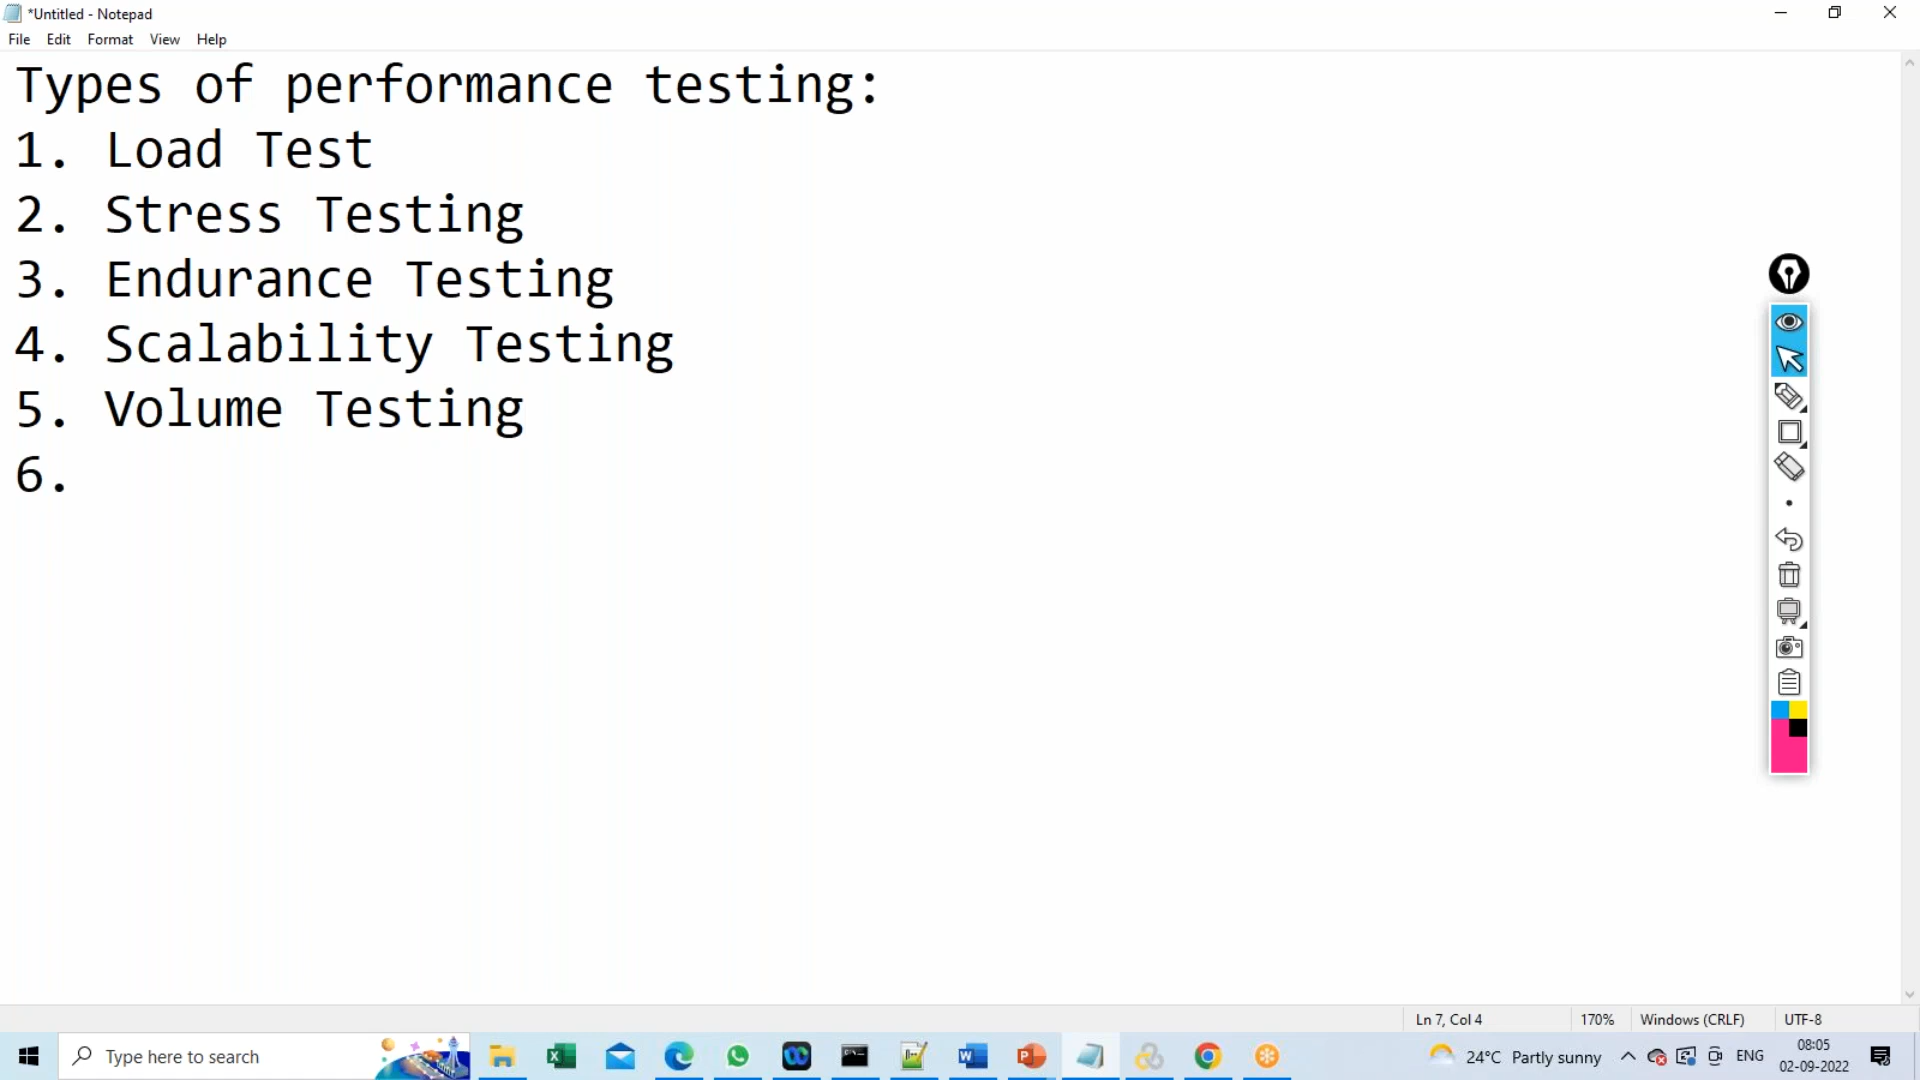 *Untitled - Notepad
File Edit Format View Help
Types of performance testing:
1. Load Test
2. Stress Testing
3. Endurance Testing
4. Scalability Testing
5. Volume Testing
6.
Ln 7, Col 4 170% Windows (CRLF) UTF-8
Type here to search 24°C Partly sunny ENG 08:05
02-09-2022